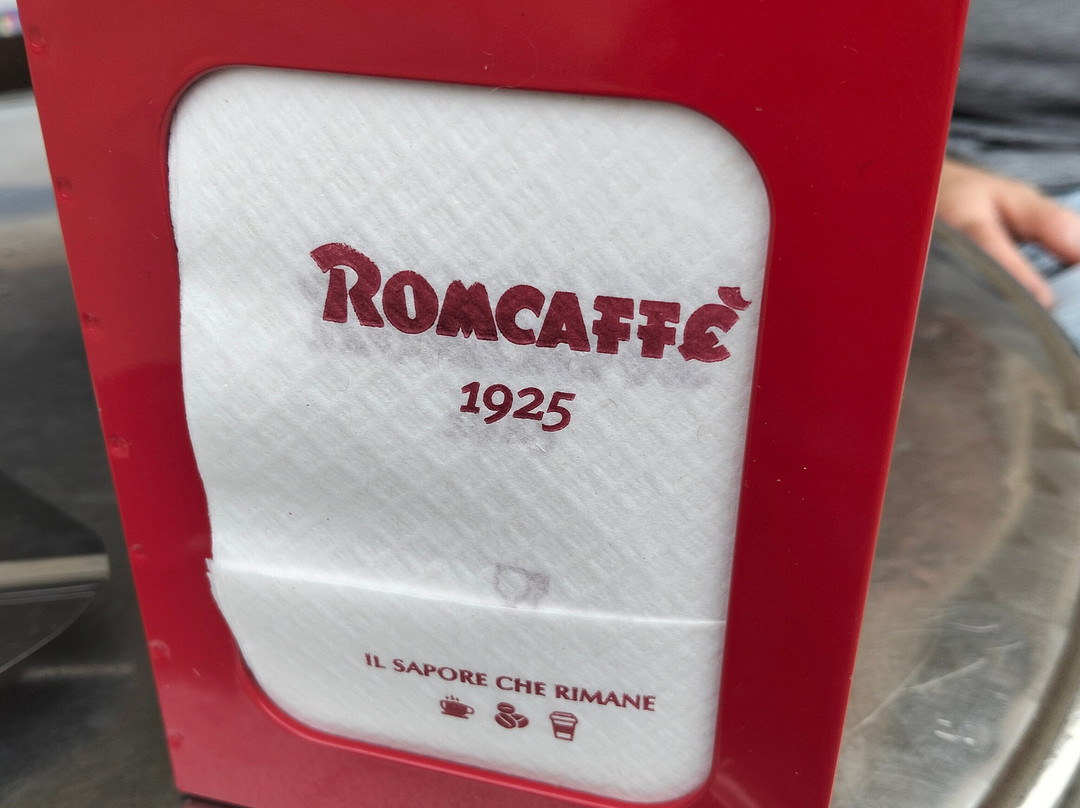 ROMCAFFÈ
1925
IL SAPORE CHE RIMANE